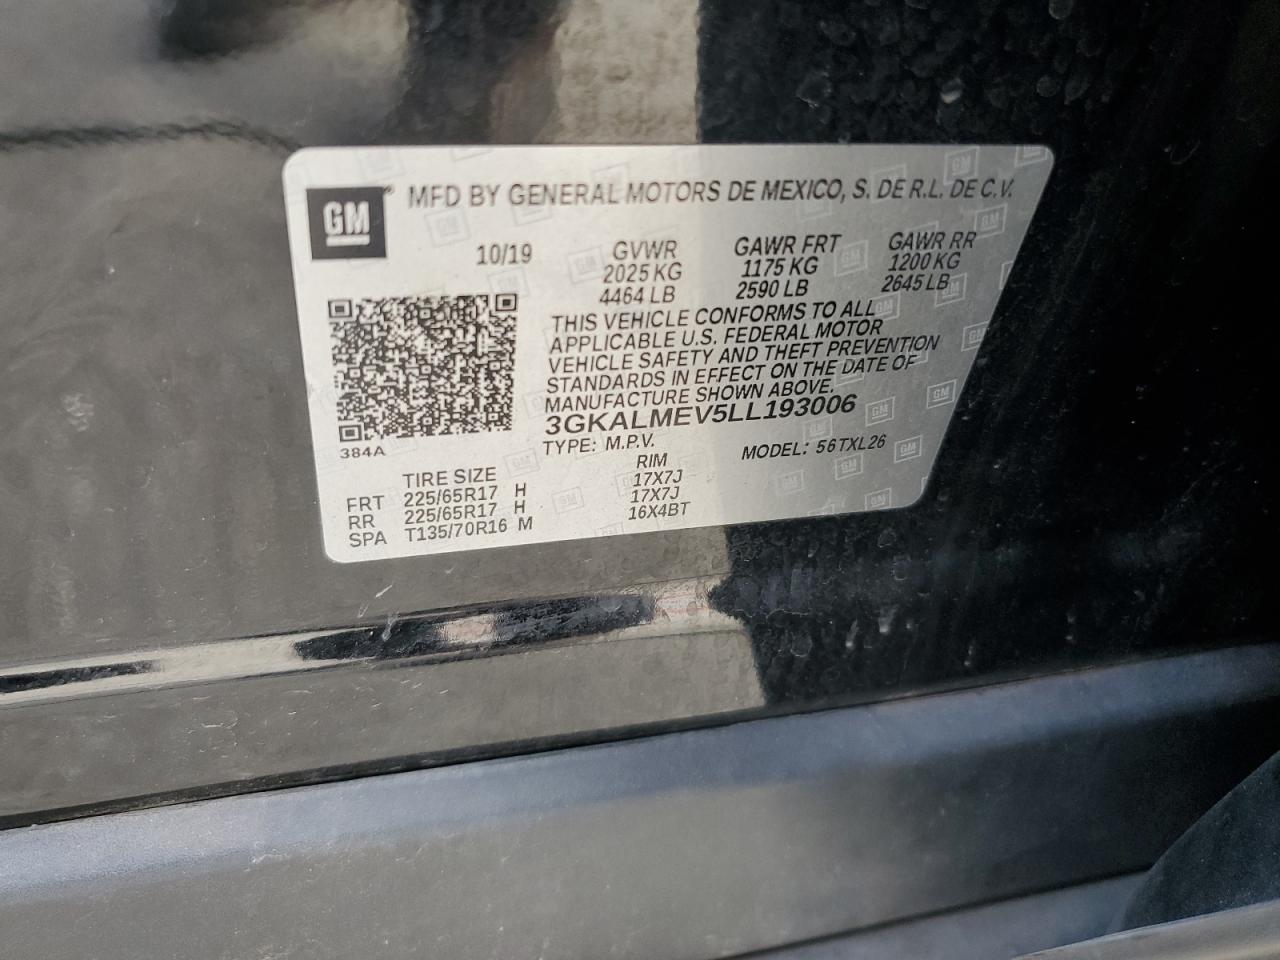 GM® MFD BY GENERAL MOTORS DE MEXICO, S. DE R.L. DE C.V.
10/19 GVWR GAWR FRT GAWR RR
2025 KG 1175 KG 1200 KG
4464 LB 2590 LB 2645 LB
THIS VEHICLE CONFORMS TO ALL
APPLICABLE U.S. FEDERAL MOTOR
VEHICLE SAFETY AND THEFT PREVENTION
STANDARDS IN EFFECT ON THE DATE OF
MANUFACTURE SHOWN ABOVE.
3GKALMEV5LL193006
384A
TYPE: M.P.V. MODEL: 56TXL26
TIRE SIZE RIM
FRT 225/65R17 H 17X7J
RR 225/65R17 H 17X7J
SPA T135/70R16 M 16X4BT